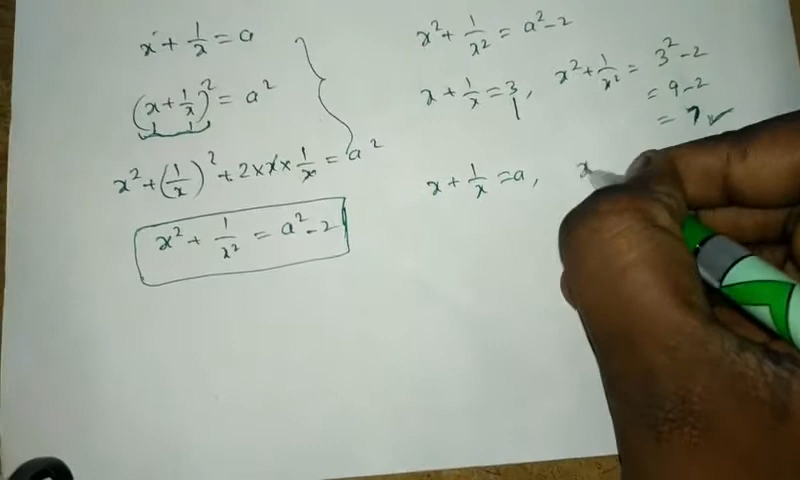 x + 1/x = a
(x + 1/x)² = a²
x² + (1/x)² + 2 × x × 1/x = a²
x² + 1/x² = a² - 2
x² + 1/x² = a² - 2
x + 1/x = 3, x² + 1/x² = 3² - 2
= 9 - 2
= 7 ✓
x + 1/x = a, x